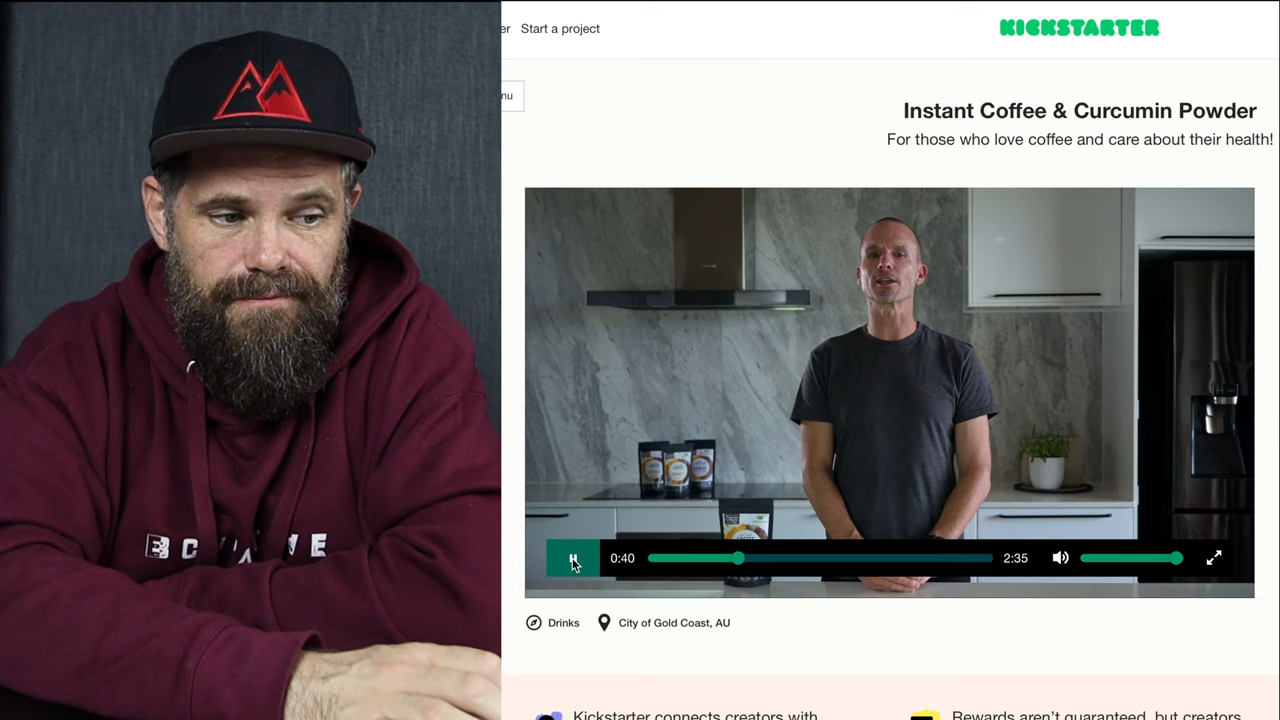 er Start a project
KICKSTARTER
nu
Instant Coffee & Curcumin Powder
For those who love coffee and care about their health!
0:40
2:35
Drinks
City of Gold Coast, AU
Kickstarter connects creators with
Rewards aren't guaranteed, but creators